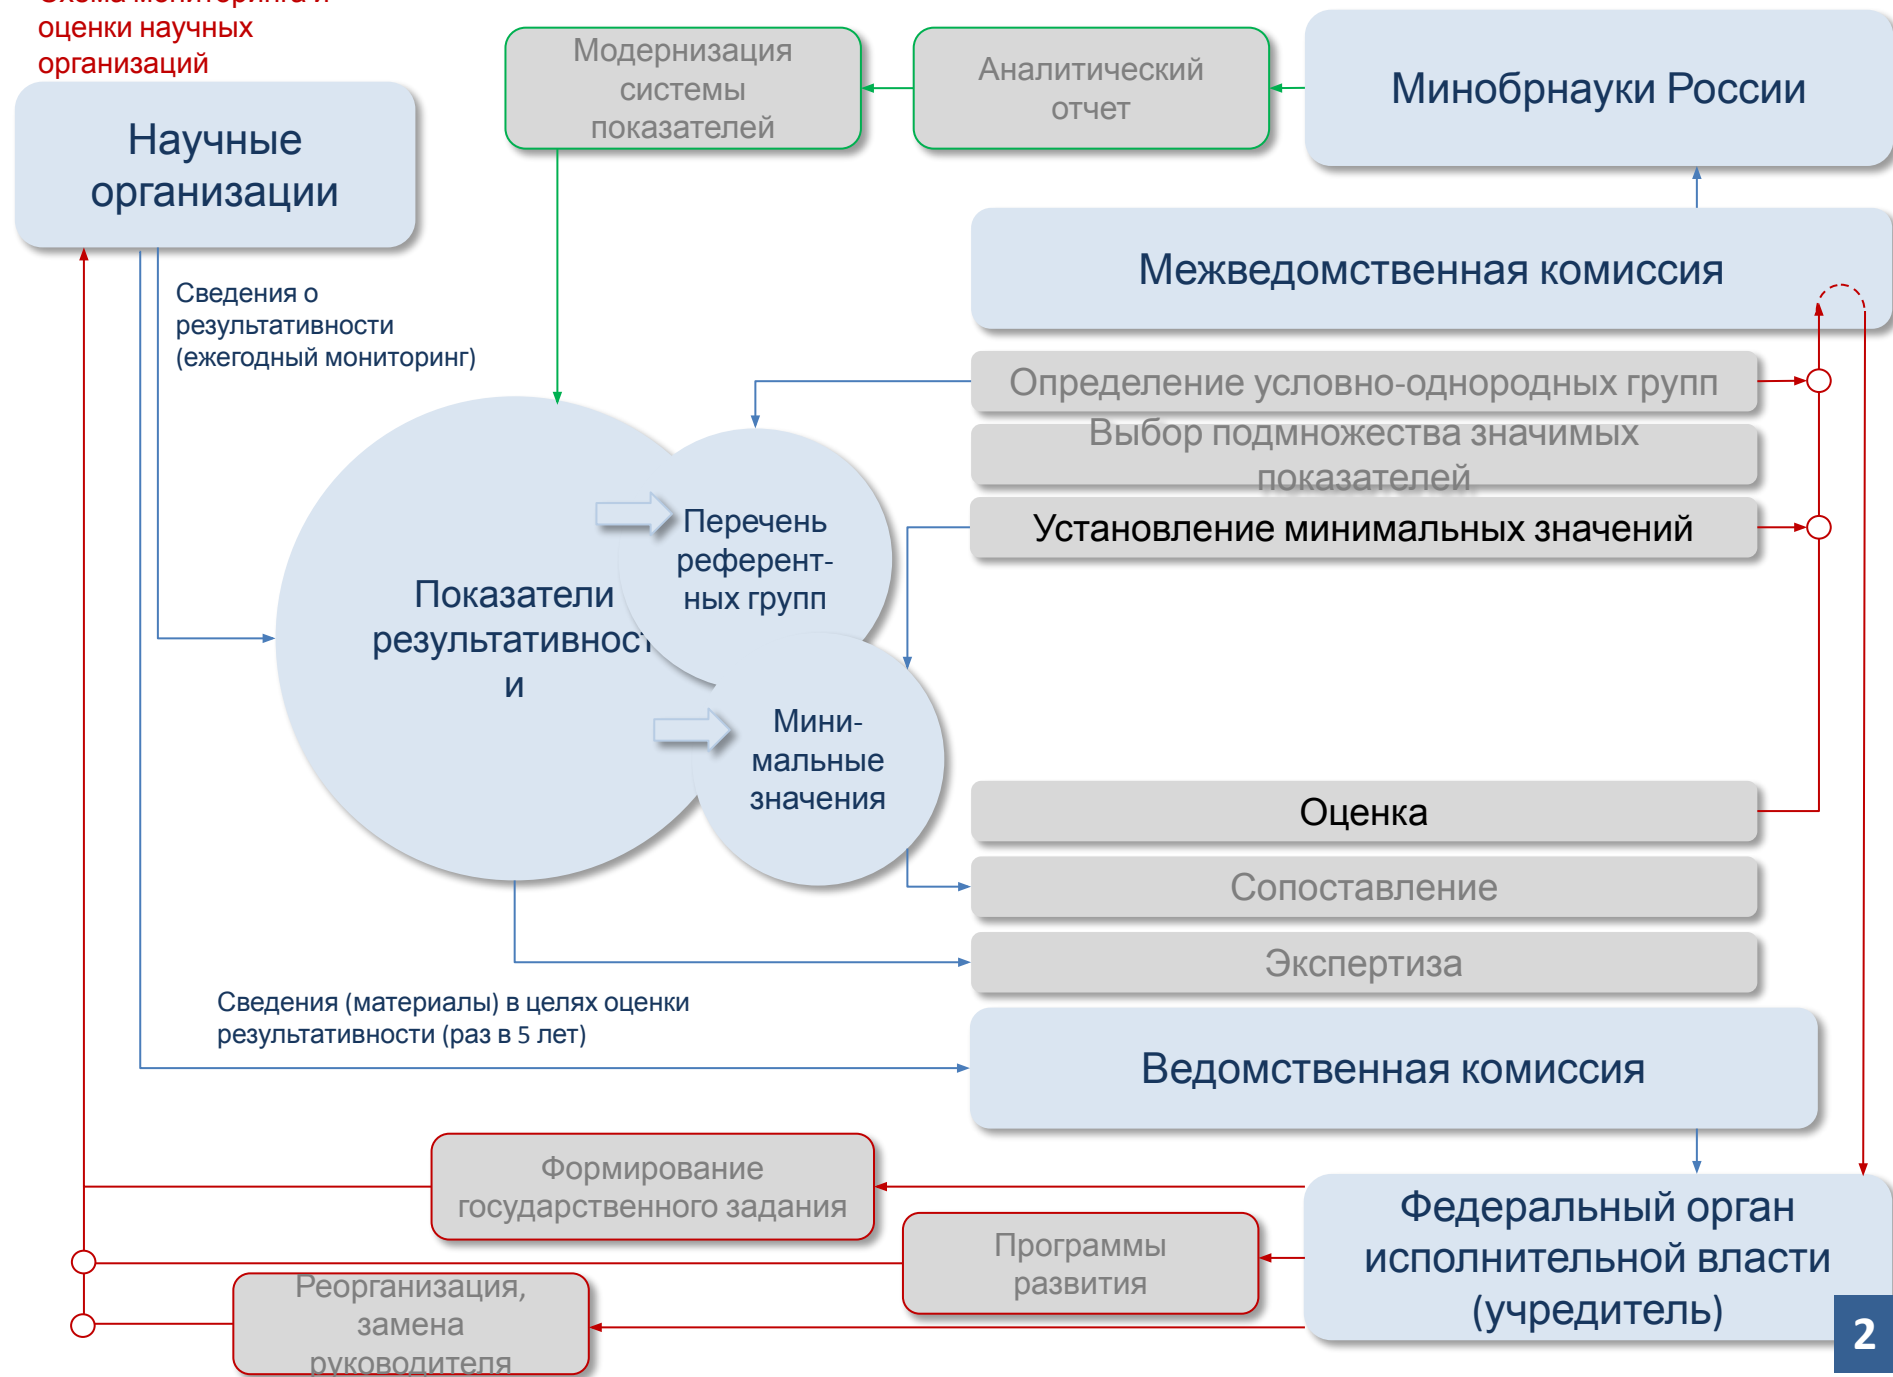 Схема мониторинга и
оценки научных
организаций
Научные
организации
Модернизация
системы
показателей
Аналитический
отчет
Минобрнауки России
Межведомственная комиссия
Сведения о
результативности
(ежегодный мониторинг)
Определение условно-однородных групп
Выбор подмножества значимых
показателей
Установление минимальных значений
Перечень
референт-
ных групп
Показатели
результативност
и
Мини-
мальные
значения
Оценка
Сопоставление
Экспертиза
Сведения (материалы) в целях оценки
результативности (раз в 5 лет)
Ведомственная комиссия
Формирование
государственного задания
Программы
развития
Реорганизация,
замена
руководителя
Федеральный орган
исполнительной власти
(учредитель)
2